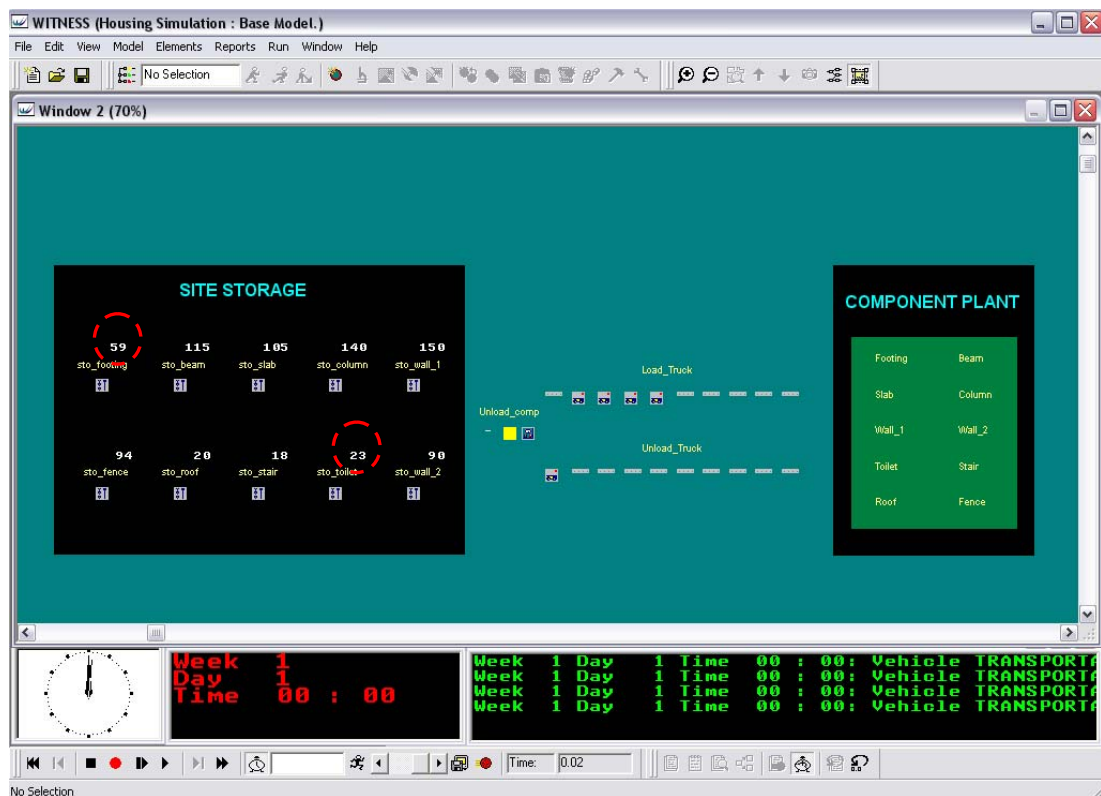 WITNESS (Housing Simulation : Base Model.)
File Edit View Model Elements Reports Run Window Help
No Selection
Window 2 (70%)
SITE STORAGE
59 115 105 140 150
sto_footing sto_beam sto_slab sto_column sto_wall_1
94 20 18 23 90
sto_fence sto_roof sto_stair sto_toilet sto_wall_2
Load_Truck
Unload_comp
Unload_Truck
COMPONENT PLANT
Footing Beam
Slab Column
Wall_1 Wall_2
Toilet Stair
Roof Fence
Week 1
Day 1
Time 00 : 00
Week 1 Day 1 Time 00 : 00: Vehicle TRANSPORTA
Week 1 Day 1 Time 00 : 00: Vehicle TRANSPORTA
Week 1 Day 1 Time 00 : 00: Vehicle TRANSPORTA
Week 1 Day 1 Time 00 : 00: Vehicle TRANSPORTA
Time: 0.02
No Selection